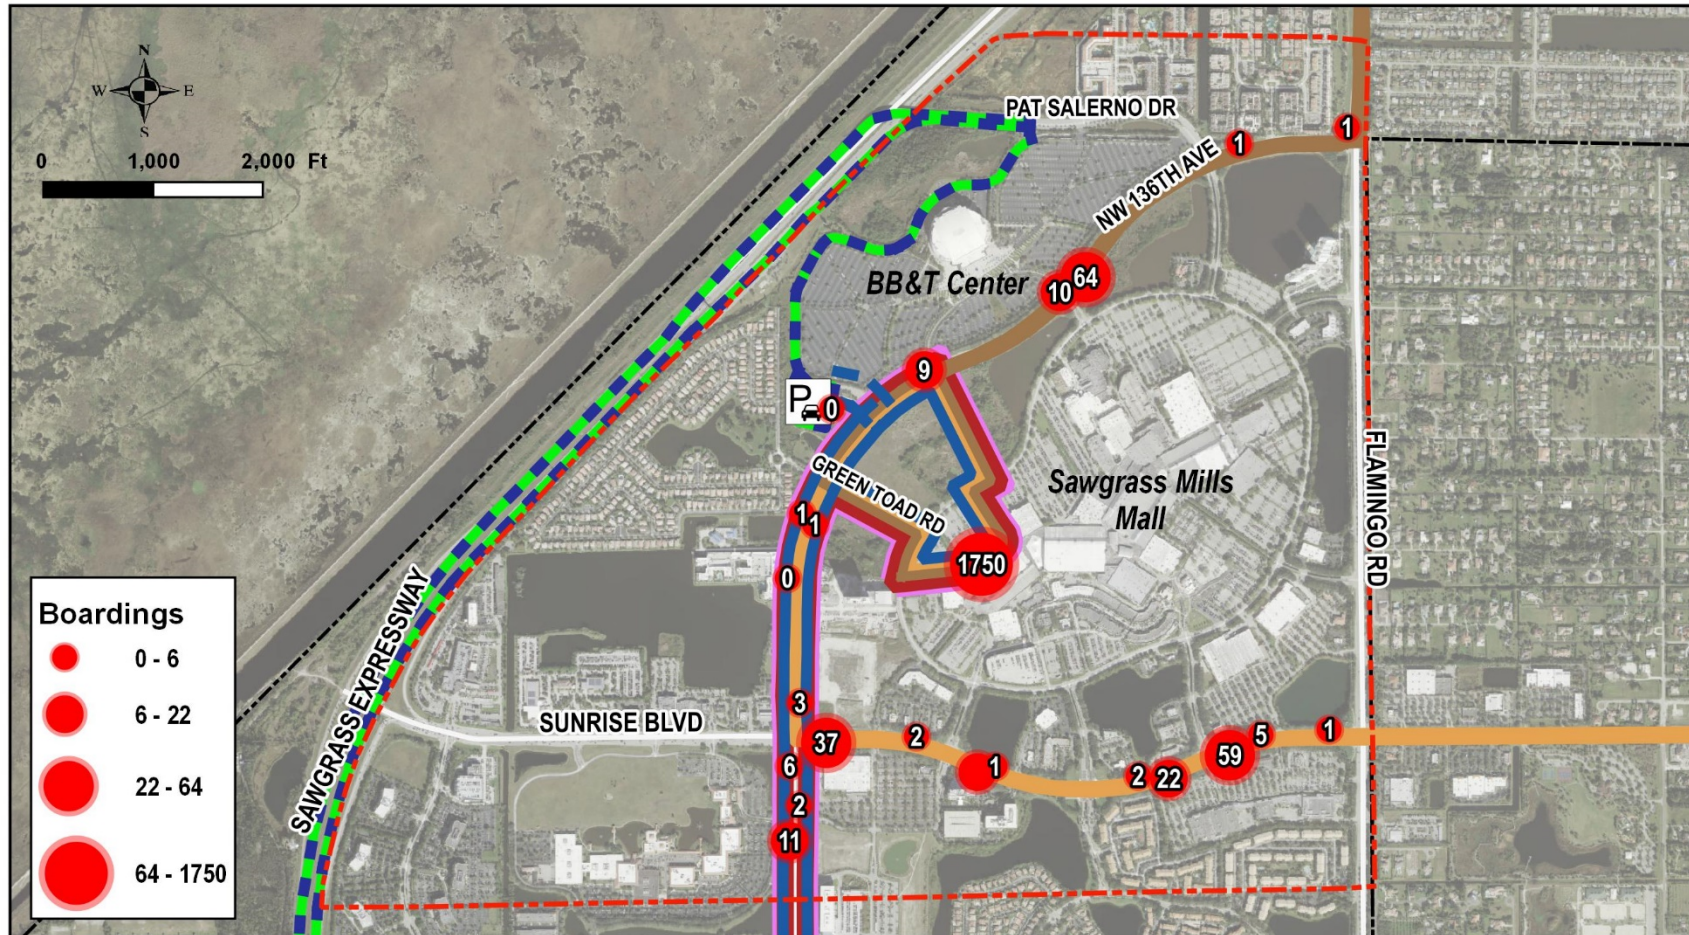 N
W E
S
0 1,000 2,000 Ft
PAT SALERNO DR
1
1
NW 136TH AVE
BB&T Center
10
64
9
P
0
GREEN TOAD RD
Sawgrass Mills
Mall
FLAMINGO RD
1
1
1750
0
SAWGRASS EXPRESSWAY
SUNRISE BLVD
3
37
2
1
2
22
59
5
1
6
2
11
Boardings
0 - 6
6 - 22
22 - 64
64 - 1750